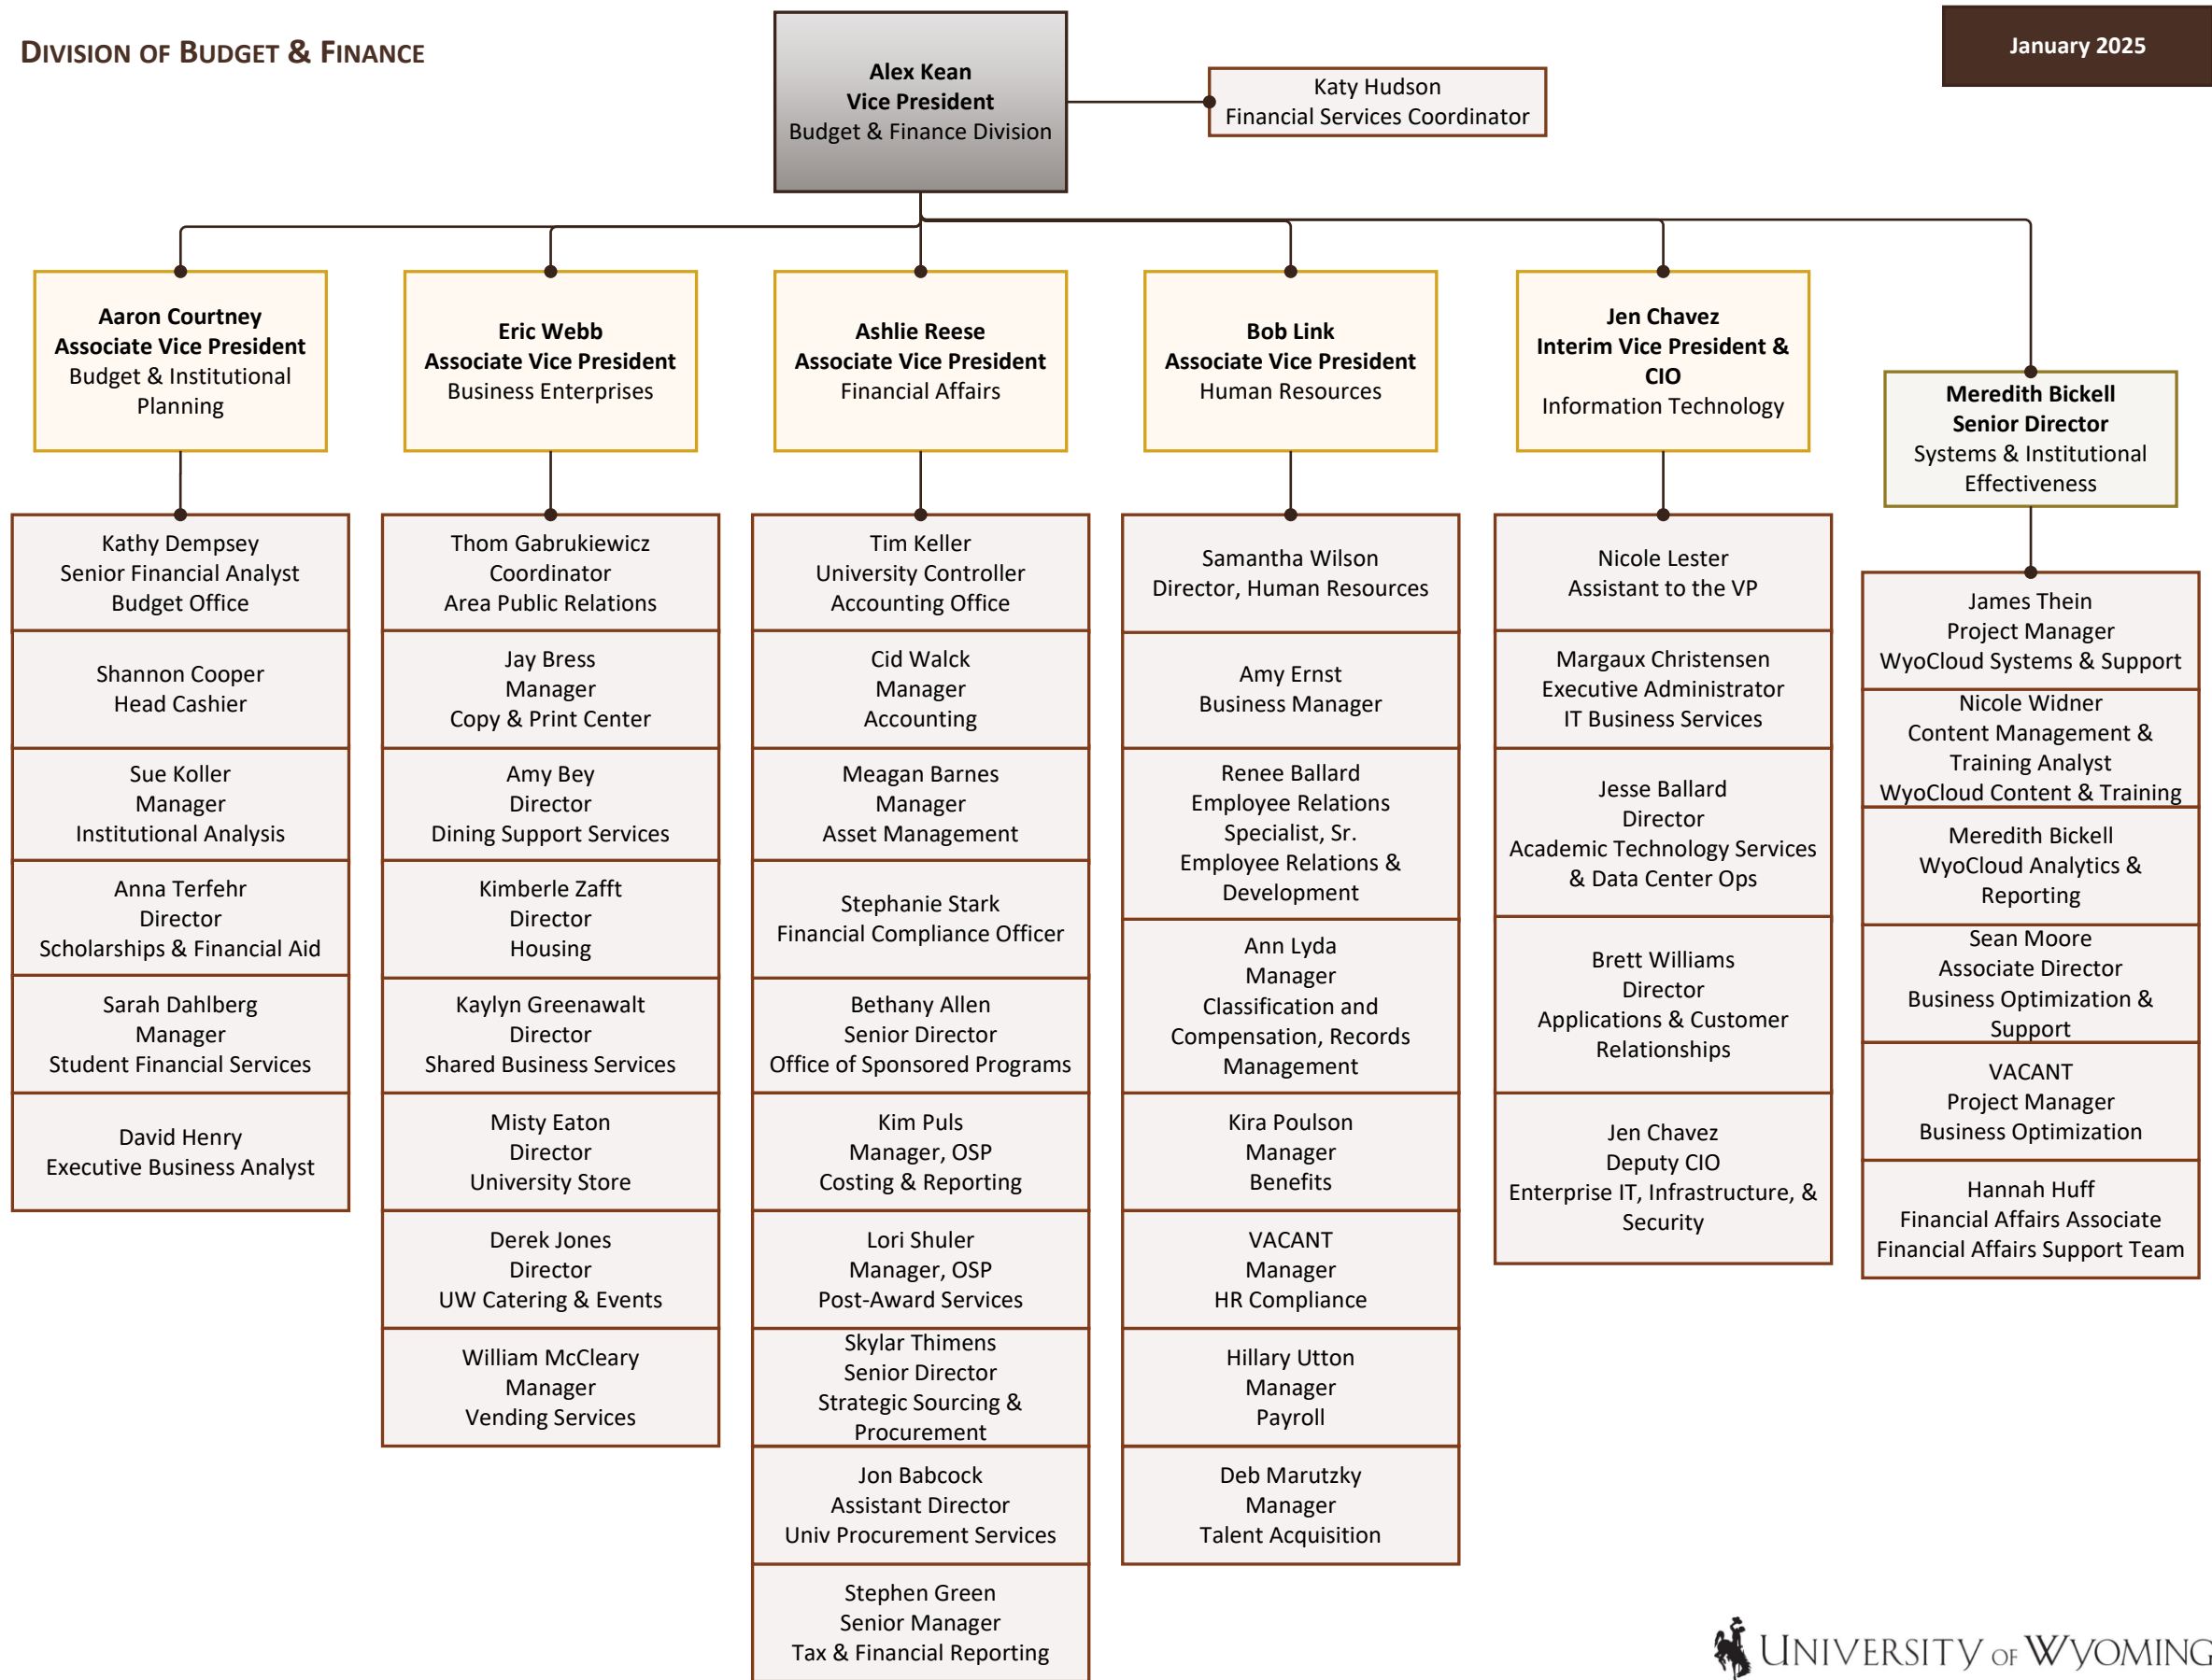 DIVISION OF BUDGET & FINANCE
January 2025
Alex Kean
Vice President
Budget & Finance Division
Katy Hudson
Financial Services Coordinator
Aaron Courtney
Associate Vice President
Budget & Institutional
Planning
Kathy Dempsey
Senior Financial Analyst
Budget Office
Shannon Cooper
Head Cashier
Sue Koller
Manager
Institutional Analysis
Anna Terfehr
Director
Scholarships & Financial Aid
Sarah Dahlberg
Manager
Student Financial Services
David Henry
Executive Business Analyst
Eric Webb
Associate Vice President
Business Enterprises
Thom Gabrukiewicz
Coordinator
Area Public Relations
Jay Bress
Manager
Copy & Print Center
Amy Bey
Director
Dining Support Services
Kimberle Zafft
Director
Housing
Kaylyn Greenawalt
Director
Shared Business Services
Misty Eaton
Director
University Store
Derek Jones
Director
UW Catering & Events
William McCleary
Manager
Vending Services
Ashlie Reese
Associate Vice President
Financial Affairs
Tim Keller
University Controller
Accounting Office
Cid Walck
Manager
Accounting
Meagan Barnes
Manager
Asset Management
Stephanie Stark
Financial Compliance Officer
Bethany Allen
Senior Director
Office of Sponsored Programs
Kim Puls
Manager, OSP
Costing & Reporting
Lori Shuler
Manager, OSP
Post-Award Services
Skylar Thimens
Senior Director
Strategic Sourcing &
Procurement
Jon Babcock
Assistant Director
Univ Procurement Services
Stephen Green
Senior Manager
Tax & Financial Reporting
Bob Link
Associate Vice President
Human Resources
Samantha Wilson
Director, Human Resources
Amy Ernst
Business Manager
Renee Ballard
Employee Relations
Specialist, Sr.
Employee Relations &
Development
Ann Lyda
Manager
Classification and
Compensation, Records
Management
Kira Poulson
Manager
Benefits
VACANT
Manager
HR Compliance
Hillary Utton
Manager
Payroll
Deb Marutzky
Manager
Talent Acquisition
Jen Chavez
Interim Vice President &
CIO
Information Technology
Nicole Lester
Assistant to the VP
Margaux Christensen
Executive Administrator
IT Business Services
Jesse Ballard
Director
Academic Technology Services
& Data Center Ops
Brett Williams
Director
Applications & Customer
Relationships
Jen Chavez
Deputy CIO
Enterprise IT, Infrastructure, &
Security
Meredith Bickell
Senior Director
Systems & Institutional
Effectiveness
James Thein
Project Manager
WyoCloud Systems & Support
Nicole Widner
Content Management &
Training Analyst
WyoCloud Content & Training
Meredith Bickell
WyoCloud Analytics &
Reporting
Sean Moore
Associate Director
Business Optimization &
Support
VACANT
Project Manager
Business Optimization
Hannah Huff
Financial Affairs Associate
Financial Affairs Support Team
UNIVERSITY OF WYOMING